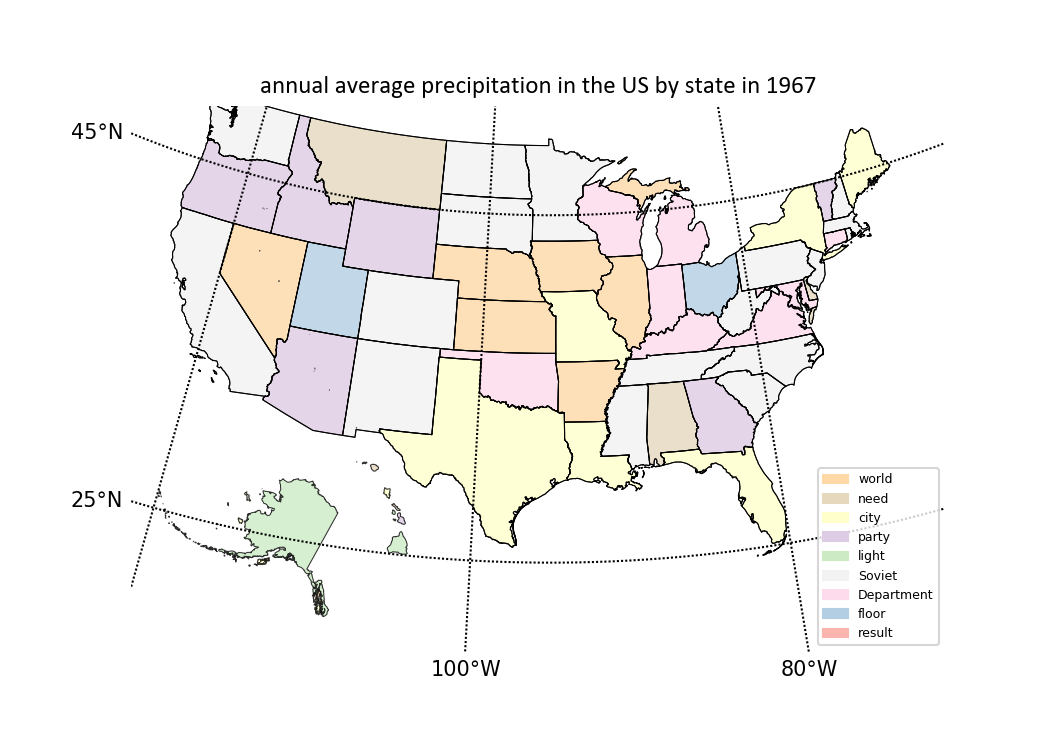 annual average precipitation in the US by state in 1967
45°N
25°N
world
need
city
party
light
Soviet
Department
floor
result
100°W
80°W